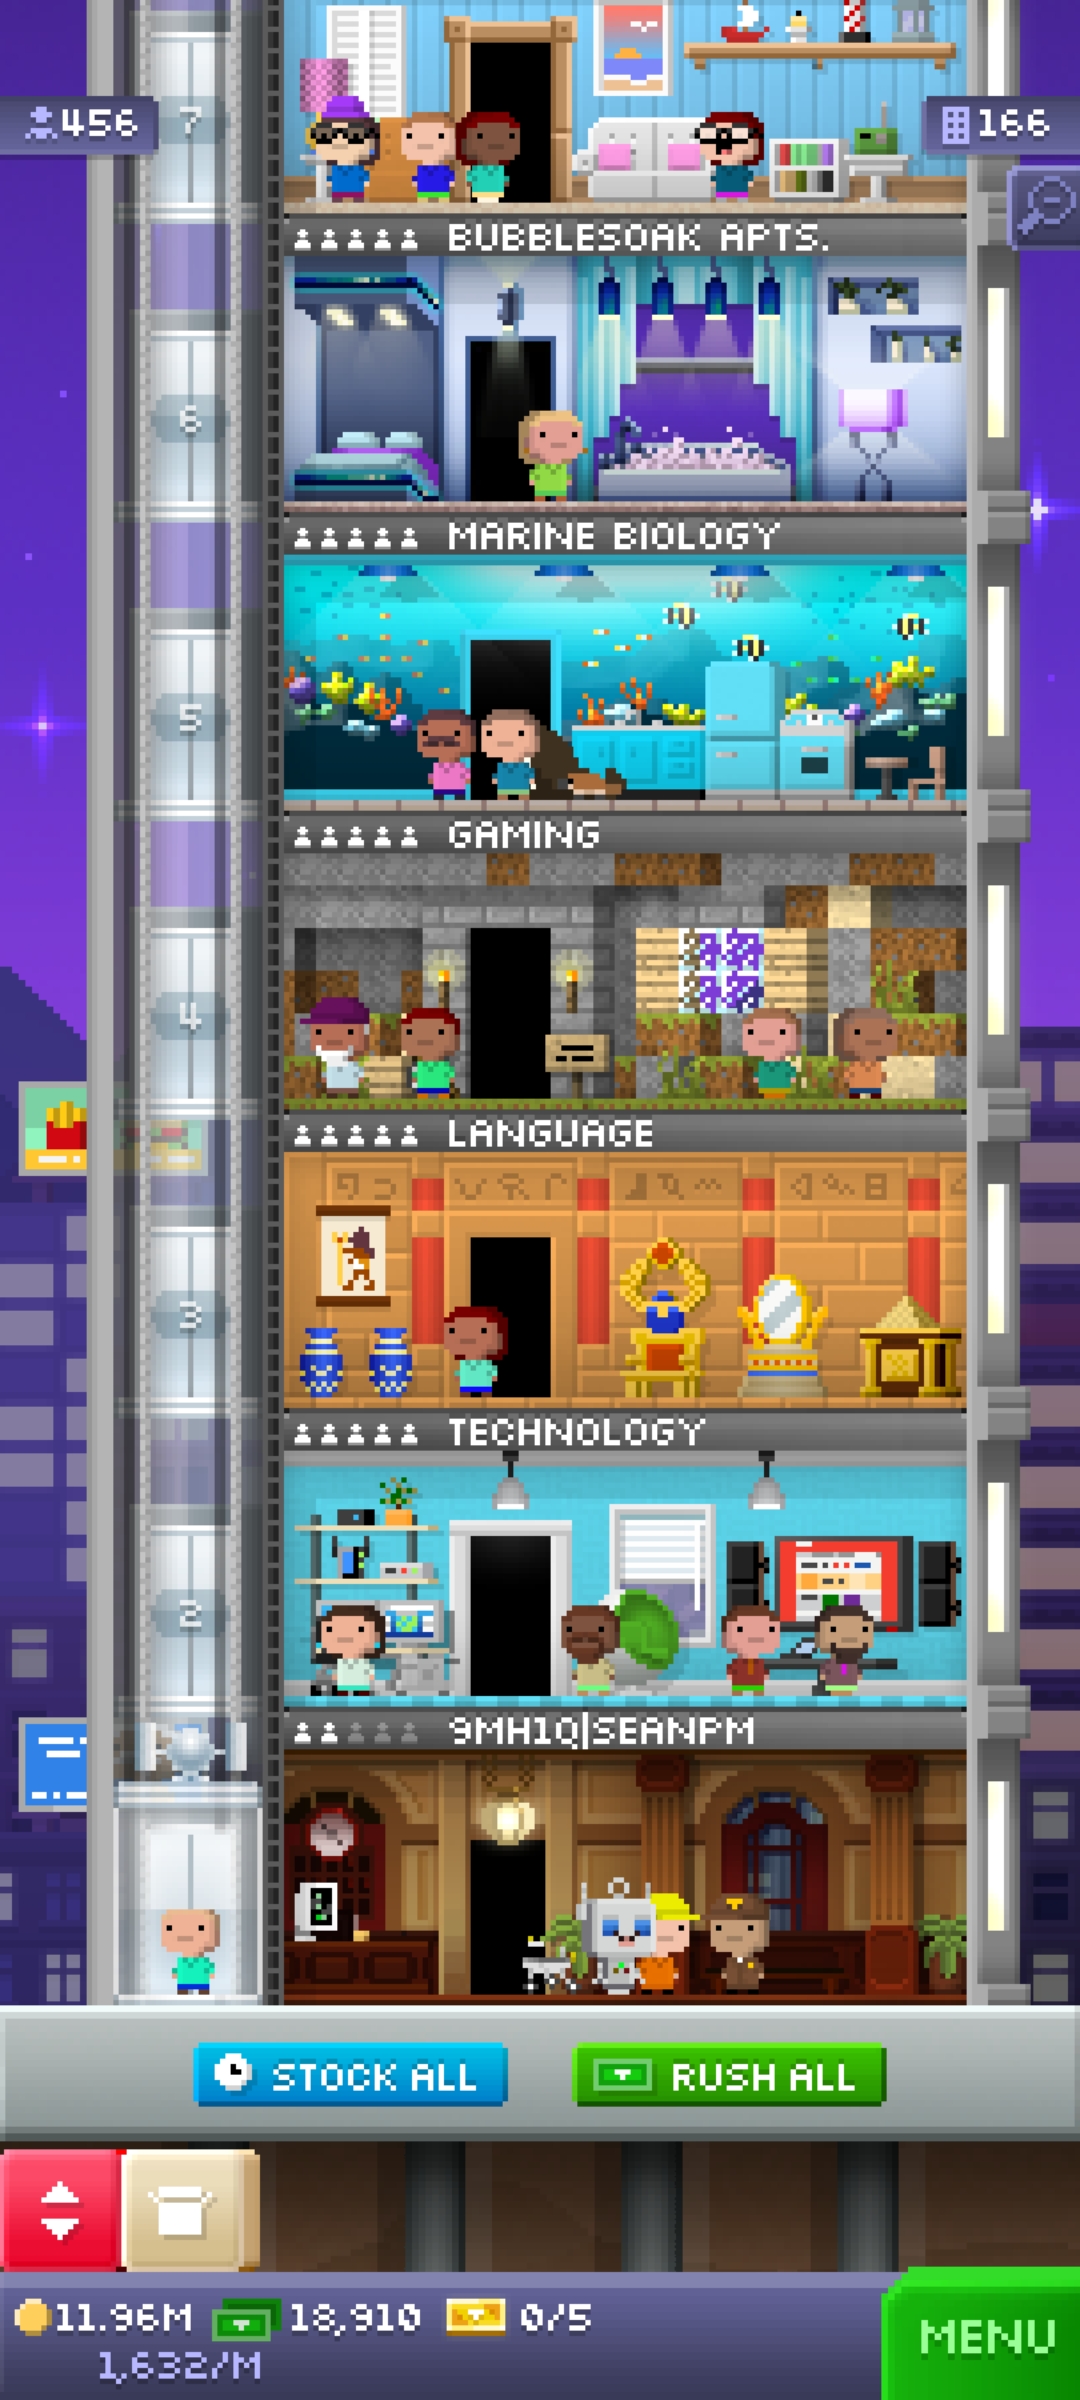 7
456
166
BUBBLESOAK APTS.
6
MARINE BIOLOGY
5
GAMING
4
LANGUAGE
3
TECHNOLOGY
2
9MH1Q|SEANPM
STOCK ALL
RUSH ALL
11.96M
18,910
0/5
1,632/M
MENU